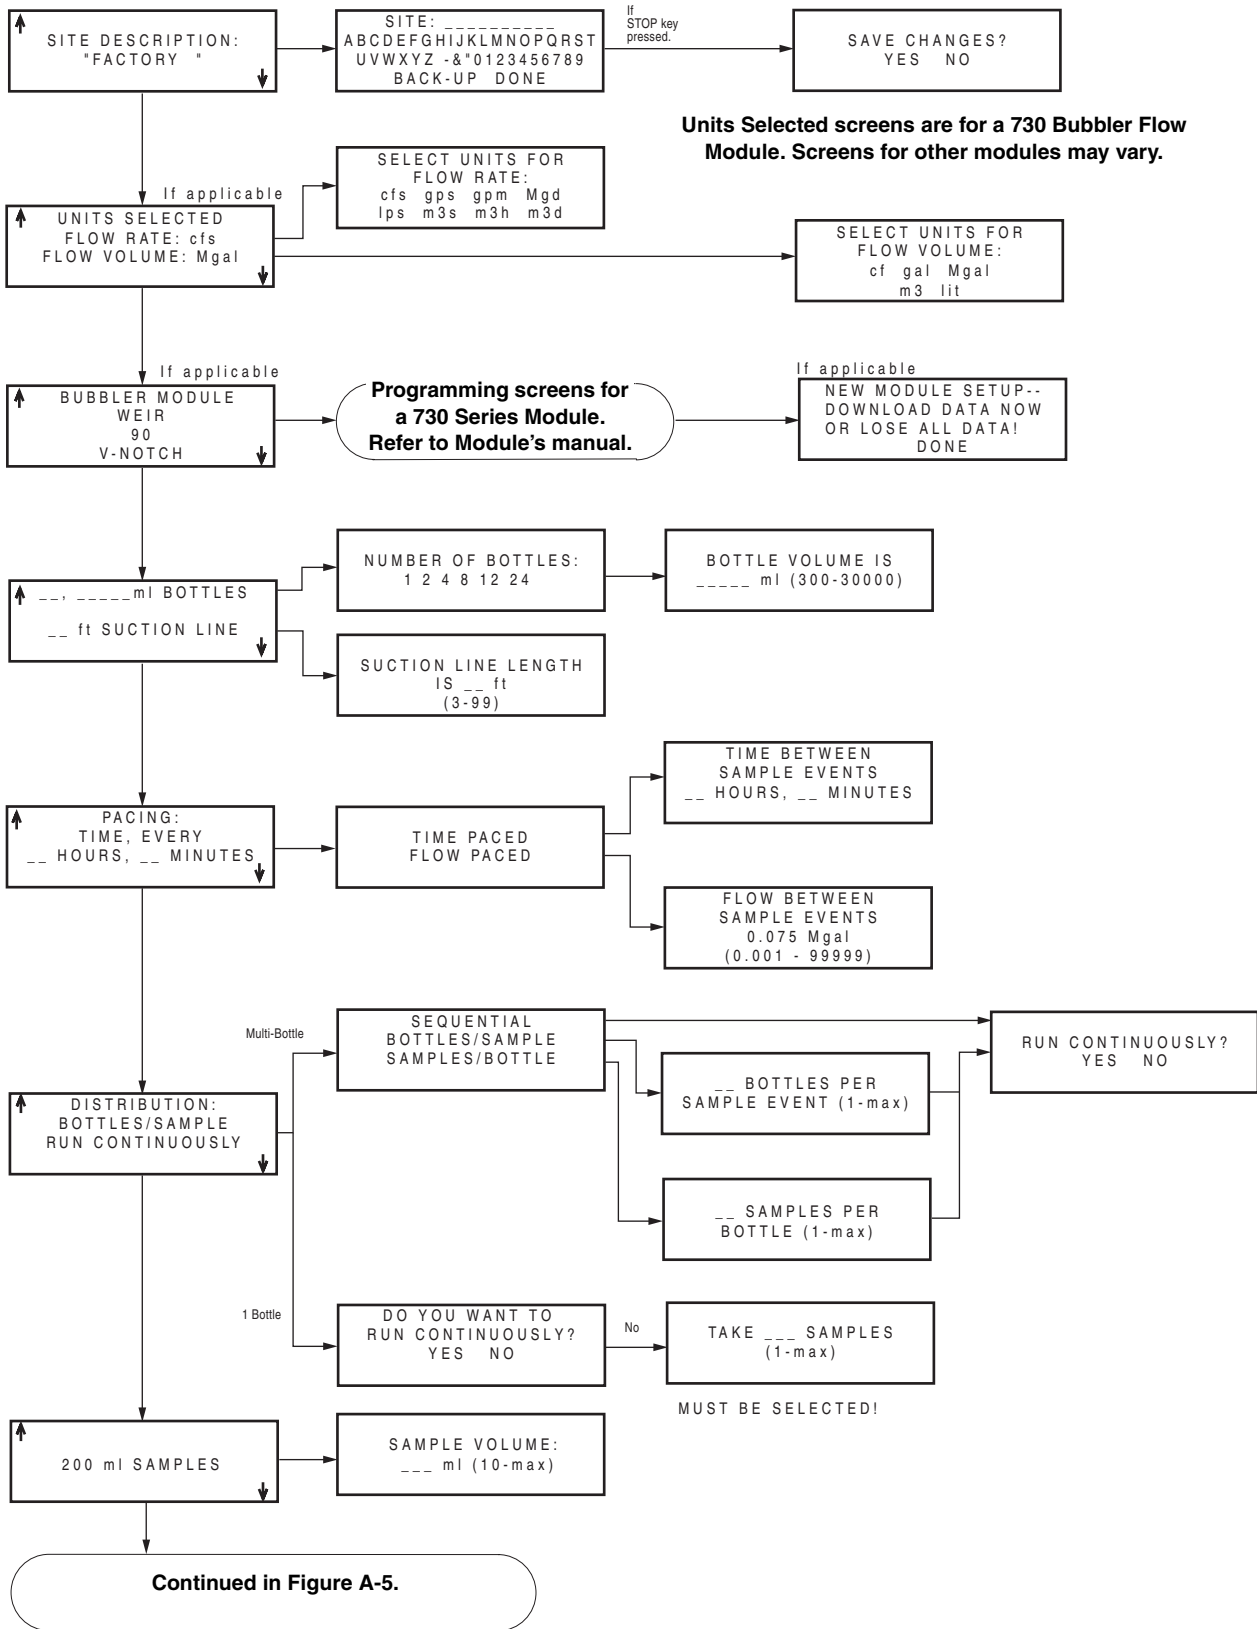 SITE DESCRIPTION:
"FACTORY "
SITE: __________
ABCDEFGHIJKLMNOPQRST
UVWXYZ -&"0123456789
BACK-UP DONE
If
STOP key
pressed.
SAVE CHANGES?
YES NO
Units Selected screens are for a 730 Bubbler Flow
Module. Screens for other modules may vary.
If applicable
UNITS SELECTED
FLOW RATE: cfs
FLOW VOLUME: Mgal
SELECT UNITS FOR
FLOW RATE:
cfs gps gpm Mgd
lps m3s m3h m3d
SELECT UNITS FOR
FLOW VOLUME:
cf gal Mgal
m3 lit
If applicable
BUBBLER MODULE
WEIR
90
V-NOTCH
Programming screens for
a 730 Series Module.
Refer to Module's manual.
If applicable
NEW MODULE SETUP--
DOWNLOAD DATA NOW
OR LOSE ALL DATA!
DONE
__, _____ml BOTTLES
__ ft SUCTION LINE
NUMBER OF BOTTLES:
1 2 4 8 12 24
BOTTLE VOLUME IS
_____ ml (300-30000)
SUCTION LINE LENGTH
IS __ ft
(3-99)
PACING:
TIME, EVERY
__ HOURS, __ MINUTES
TIME PACED
FLOW PACED
TIME BETWEEN
SAMPLE EVENTS
__ HOURS, __ MINUTES
FLOW BETWEEN
SAMPLE EVENTS
0.075 Mgal
(0.001 - 99999)
DISTRIBUTION:
BOTTLES/SAMPLE
RUN CONTINUOUSLY
Multi-Bottle
SEQUENTIAL
BOTTLES/SAMPLE
SAMPLES/BOTTLE
__ BOTTLES PER
SAMPLE EVENT (1-max)
__ SAMPLES PER
BOTTLE (1-max)
RUN CONTINUOUSLY?
YES NO
1 Bottle
DO YOU WANT TO
RUN CONTINUOUSLY?
YES NO
No
TAKE ___ SAMPLES
(1-max)
MUST BE SELECTED!
200 ml SAMPLES
SAMPLE VOLUME:
___ ml (10-max)
Continued in Figure A-5.